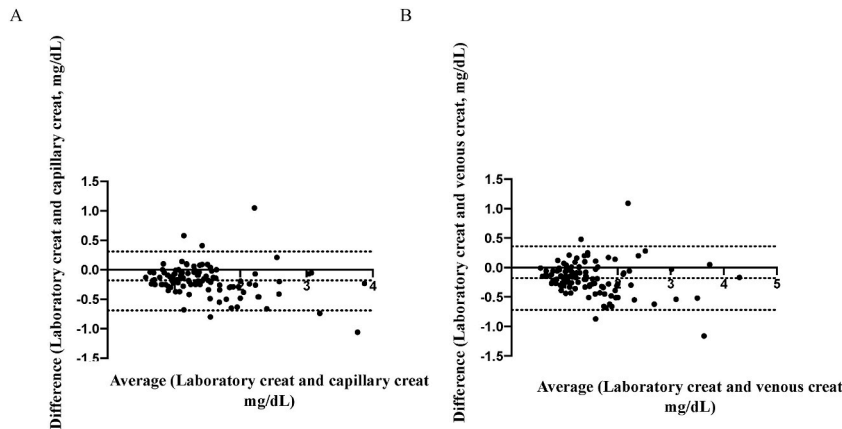 A
B
Difference (Laboratory creat and capillary creat, mg/dL)
1.5
1.0
0.5
0.0
-0.5
-1.0
-1.5
3
4
Average (Laboratory creat and capillary creat
mg/dL)
Difference (Laboratory creat and venous creat, mg/dL)
1.5
1.0
0.5
0.0
-0.5
-1.0
-1.5
2
3
4
5
Average (Laboratory creat and venous creat
mg/dL)